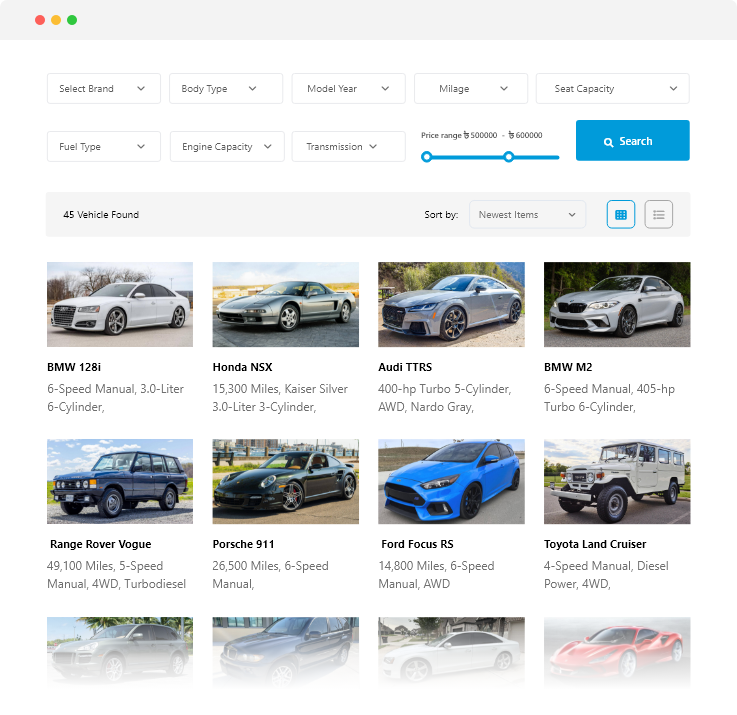 Select Brand
Body Type
Model Year
Milage
Seat Capacity
Fuel Type
Engine Capacity
Transmission
Price range ৳ 500000 - ৳ 600000
Search
45 Vehicle Found
Sort by:
Newest Items
BMW 128i
6-Speed Manual, 3.0-Liter
6-Cylinder,
Honda NSX
15,300 Miles, Kaiser Silver
3.0-Liter 3-Cylinder,
Audi TTRS
400-hp Turbo 5-Cylinder,
AWD, Nardo Gray,
BMW M2
6-Speed Manual, 405-hp
Turbo 6-Cylinder,
Range Rover Vogue
49,100 Miles, 5-Speed
Manual, 4WD, Turbodiesel
Porsche 911
26,500 Miles, 6-Speed
Manual,
Ford Focus RS
14,800 Miles, 6-Speed
Manual, AWD
Toyota Land Cruiser
4-Speed Manual, Diesel
Power, 4WD,